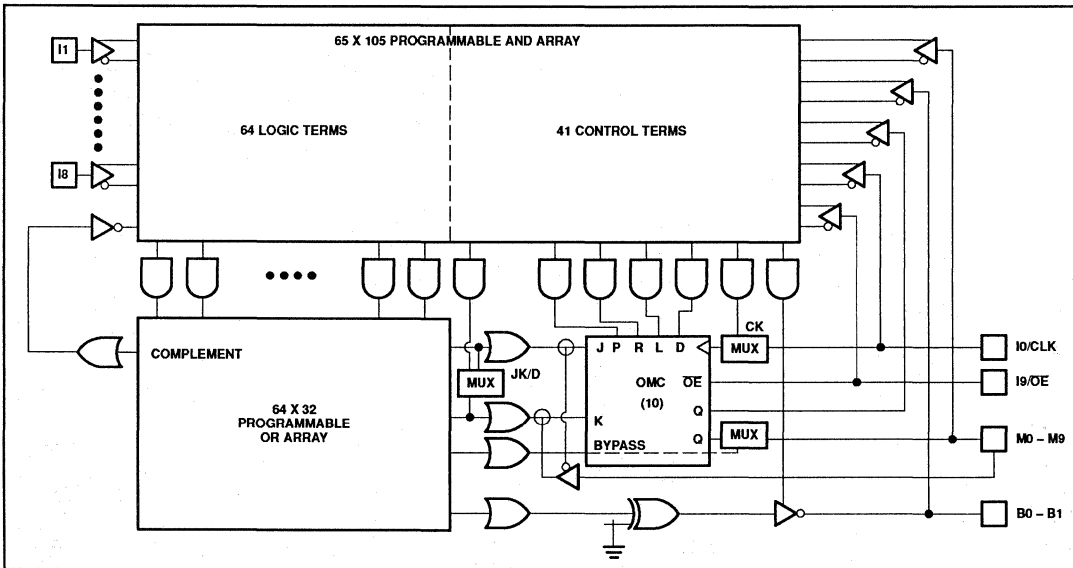 65 X 105 PROGRAMMABLE AND ARRAY
I1
64 LOGIC TERMS
41 CONTROL TERMS
I8
CK
COMPLEMENT
J P R L D
MUX
I0/CLK
JK/D
MUX
OMC
(10)
OE
I9/OE
64 X 32
PROGRAMMABLE
OR ARRAY
Q
K
Q
MUX
M0 – M9
BYPASS
B0 – B1